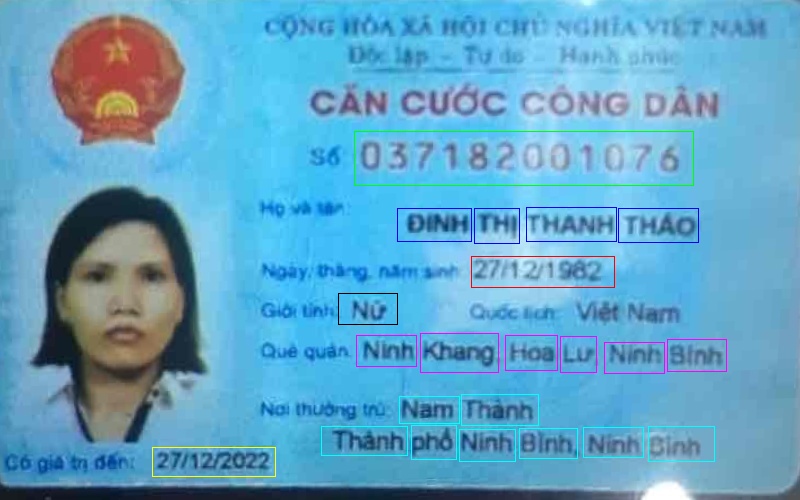 CỘNG HÒA XÃ HỘI CHỦ NGHĨA VIỆT NAM
Độc lập - Tự do - Hạnh phúc
CĂN CƯỚC CÔNG DÂN
Số 037182001076
Họ và tên:
ĐINH THỊ THANH THẢO
Ngày, tháng, năm sinh: 27/12/1982
Giới tính: Nữ Quốc tịch: Việt Nam
Quê quán: Ninh Khang, Hoa Lư, Ninh Bình
Nơi thường trú: Nam Thành
Thành phố Ninh Bình, Ninh Bình
Có giá trị đến: 27/12/2022